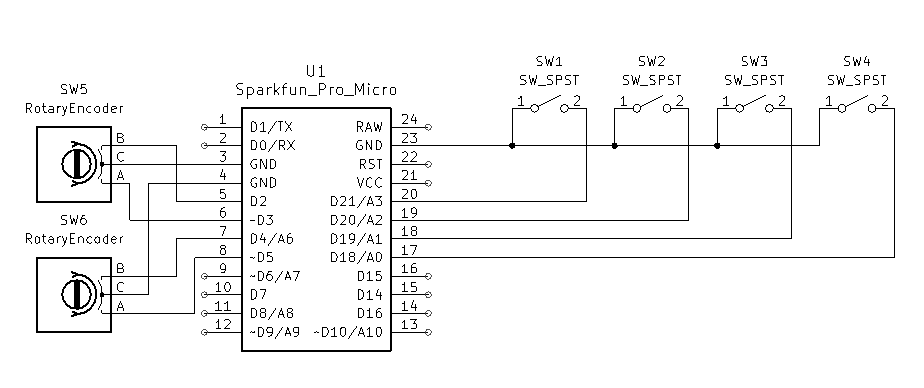 SW1 SW2 SW3 SW4
SW_SPST SW_SPST SW_SPST SW_SPST
1 2 1 2 1 2 1 2
U1
Sparkfun_Pro_Micro
SW5
RotaryEncoder
B
C
A
SW6
RotaryEncoder
B
C
A
1 D1/TX RAW 24
2 D0/RX GND 23
3 GND RST 22
4 GND VCC 21
5 D2 D21/A3 20
6 ~D3 D20/A2 19
7 D4/A6 D19/A1 18
8 ~D5 D18/A0 17
9 ~D6/A7 D15 16
10 D7 D14 15
11 D8/A8 D16 14
12 ~D9/A9 ~D10/A10 13